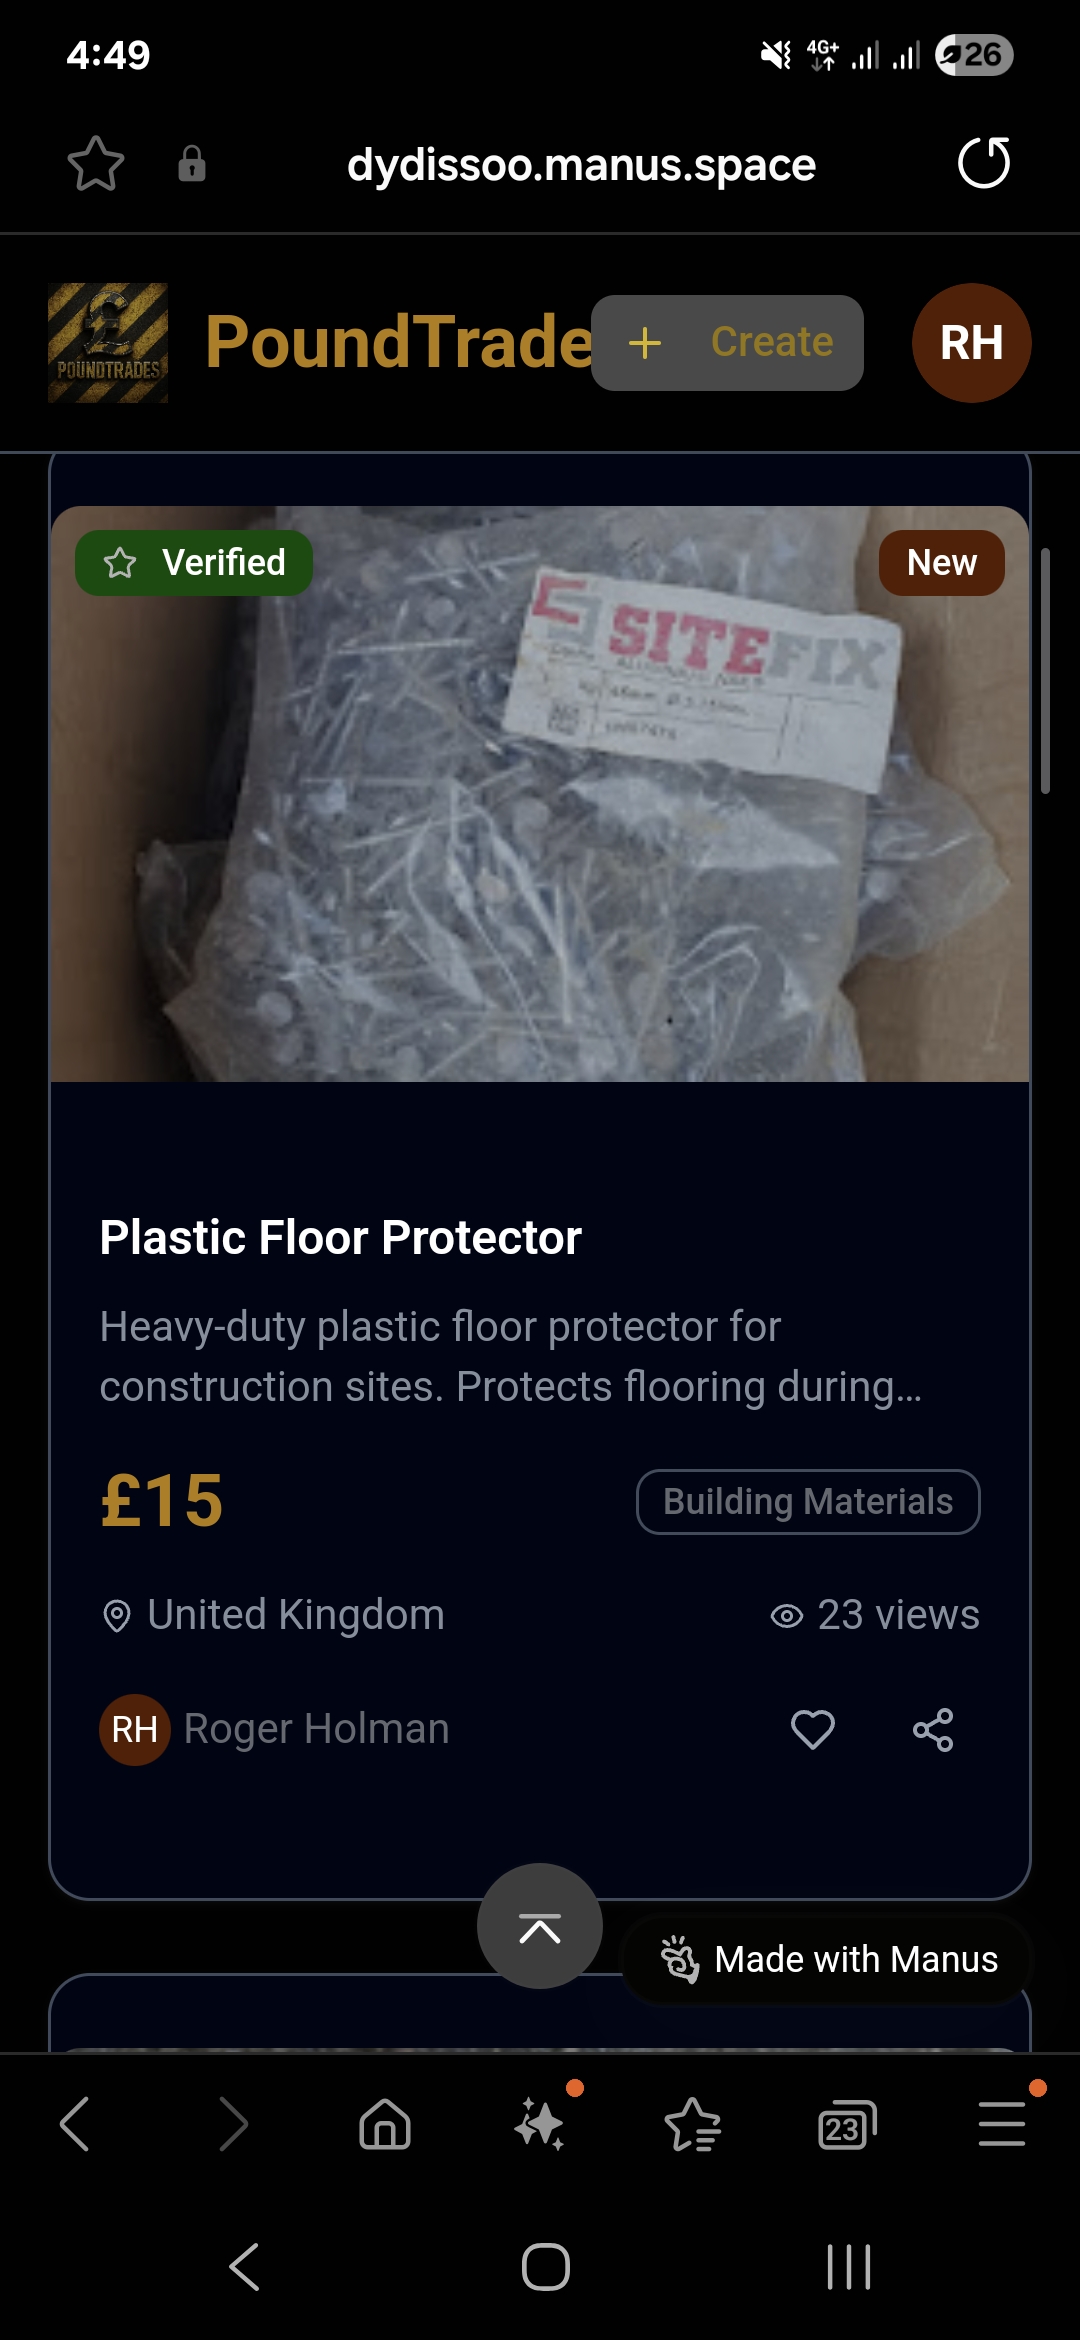 4:49
4G+
26
dydissoo.manus.space
£
POUNDTRADES
PoundTrade
+ Create
RH
Verified
New
SITEFIX
Plastic Floor Protector
Heavy-duty plastic floor protector for
construction sites. Protects flooring during...
£15
Building Materials
United Kingdom
23 views
RH
Roger Holman
Made with Manus
23